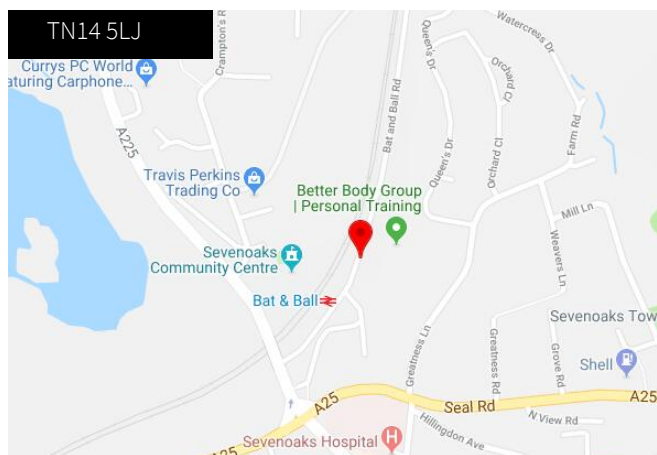 TN14 5LJ
Currys PC World
aturing Carphone...
A225
Crampton's R
Bat and Ball Rd
Queen's Dr
Watercress Dr
Orchard Cl
Queen's Dr
Orchard Cl
Farm Rd
Travis Perkins
Trading Co
Better Body Group
| Personal Training
Mill Ln
Weavers Ln
Sevenoaks
Community Centre
Bat & Ball
Sevenoaks Tow
Greatness Ln
Greatness Rd
Grove Rd
Shell
A25
Seal Rd
A25
N View Rd
Hillingdon Ave
A25
Sevenoaks Hospital
H